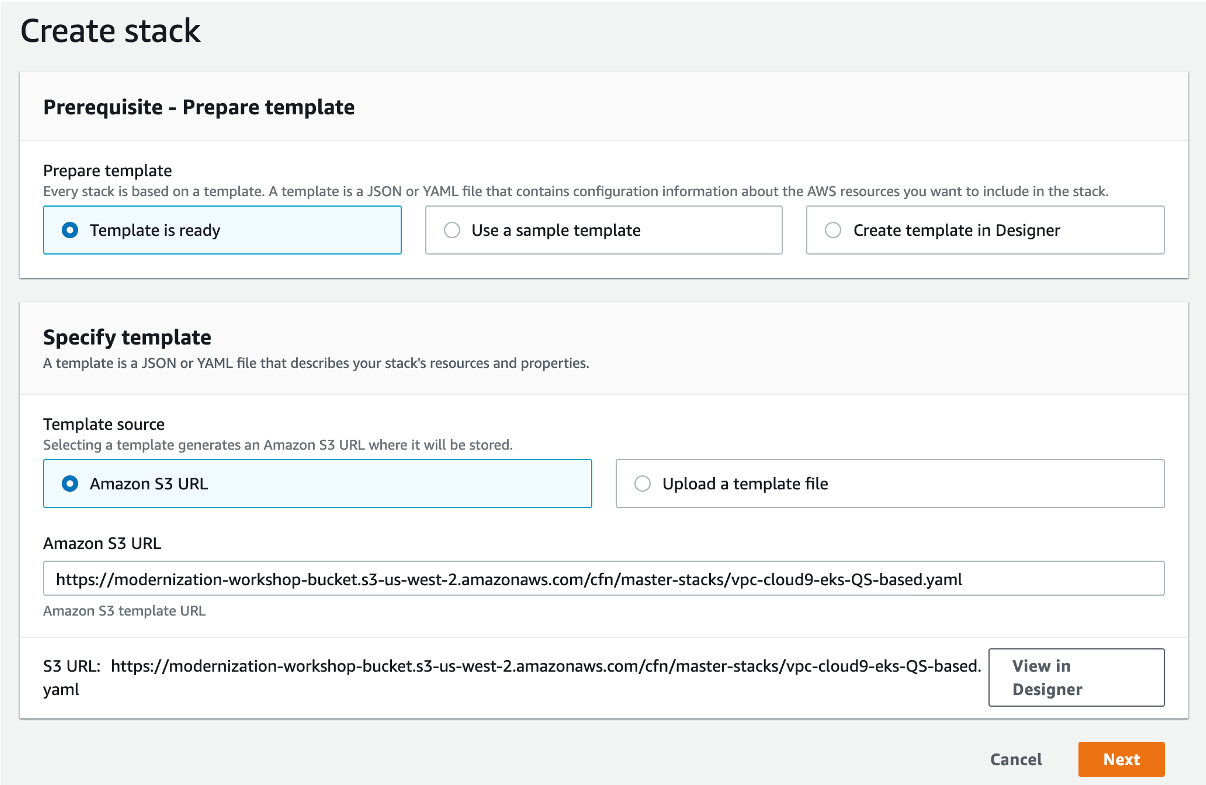 Create stack
Prerequisite - Prepare template
Prepare template
Every stack is based on a template. A template is a JSON or YAML file that contains configuration information about the AWS resources you want to include in the stack.
Template is ready
Use a sample template
Create template in Designer
Specify template
A template is a JSON or YAML file that describes your stack's resources and properties.
Template source
Selecting a template generates an Amazon S3 URL where it will be stored.
Amazon S3 URL
Upload a template file
Amazon S3 URL
https://modernization-workshop-bucket.s3-us-west-2.amazonaws.com/cfn/master-stacks/vpc-cloud9-eks-QS-based.yaml
Amazon S3 template URL
S3 URL: https://modernization-workshop-bucket.s3-us-west-2.amazonaws.com/cfn/master-stacks/vpc-cloud9-eks-QS-based.
yaml
View in
Designer
Cancel
Next